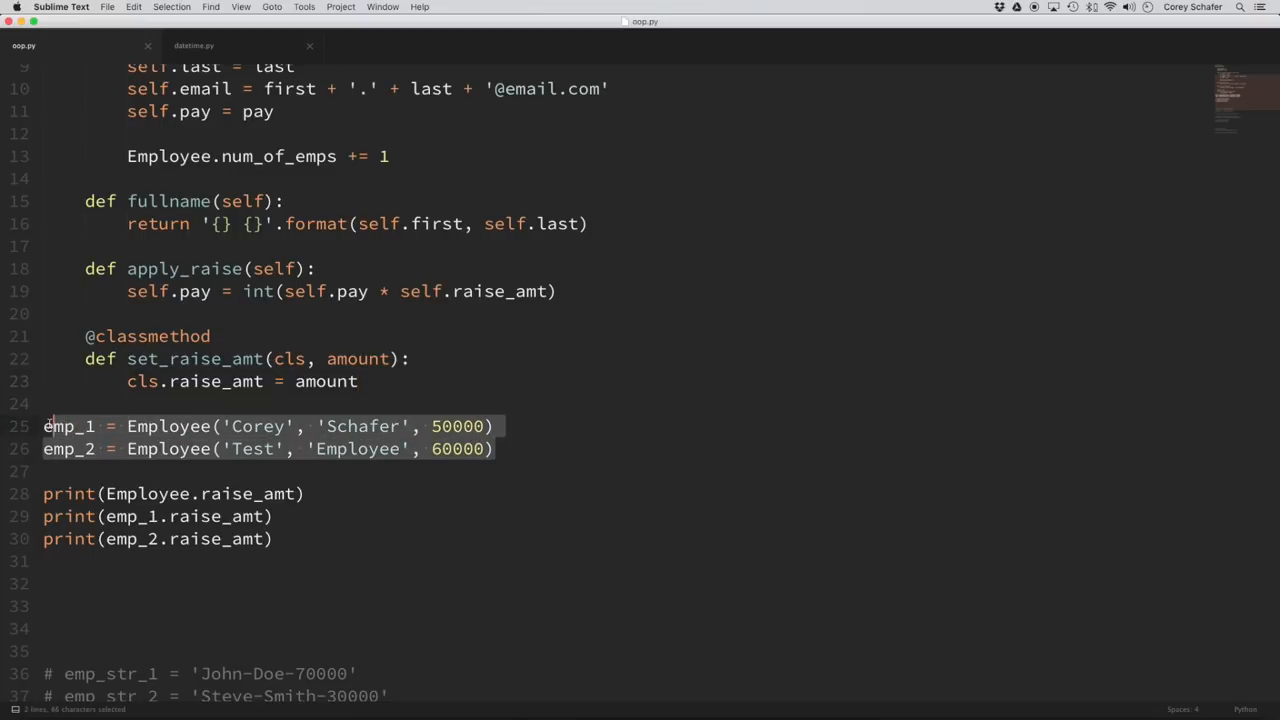 Sublime Text File Edit Selection Find View Goto Tools Project Window Help Corey Schafer
oop.py
oop.py datetime.py
9 self.last = last
10 self.email = first + '.' + last + '@email.com'
11 self.pay = pay
12
13 Employee.num_of_emps += 1
14
15 def fullname(self):
16 return '{} {}'.format(self.first, self.last)
17
18 def apply_raise(self):
19 self.pay = int(self.pay * self.raise_amt)
20
21 @classmethod
22 def set_raise_amt(cls, amount):
23 cls.raise_amt = amount
24
25 emp_1 = Employee('Corey', 'Schafer', 50000)
26 emp_2 = Employee('Test', 'Employee', 60000)
27
28 print(Employee.raise_amt)
29 print(emp_1.raise_amt)
30 print(emp_2.raise_amt)
31
32
33
34
35
36 # emp_str_1 = 'John-Doe-70000'
37 # emp_str_2 = 'Steve-Smith-30000'
2 lines, 66 characters selected Spaces: 4 Python